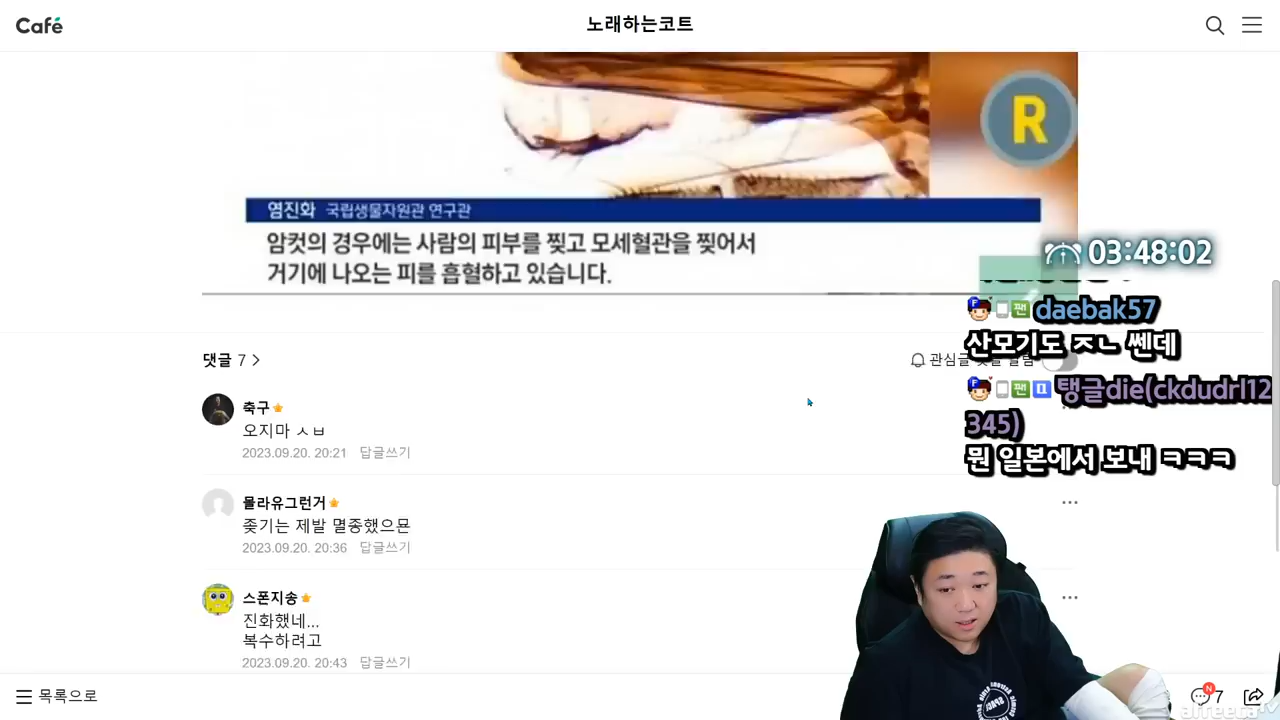 Café
노래하는코트
R
염진화 국립생물자원관 연구관
암컷의 경우에는 사람의 피부를 찢고 모세혈관을 찢어서
거기에 나오는 피를 흡혈하고 있습니다.
03:48:02
daebak57
산모기도 ㅈㄴ 쎈데
탱글die(ckdudrl12
345)
뭔 일본에서 보내 ㅋㅋㅋ
댓글 7
관심글
축구
오지마 ㅅㅂ
2023.09.20. 20:21 답글쓰기
몰라유그런거
좆기는 제발 멸종했으묜
2023.09.20. 20:36 답글쓰기
스폰지송
진화했네...
복수하려고
2023.09.20. 20:43 답글쓰기
목록으로
N
7
afreecaTV